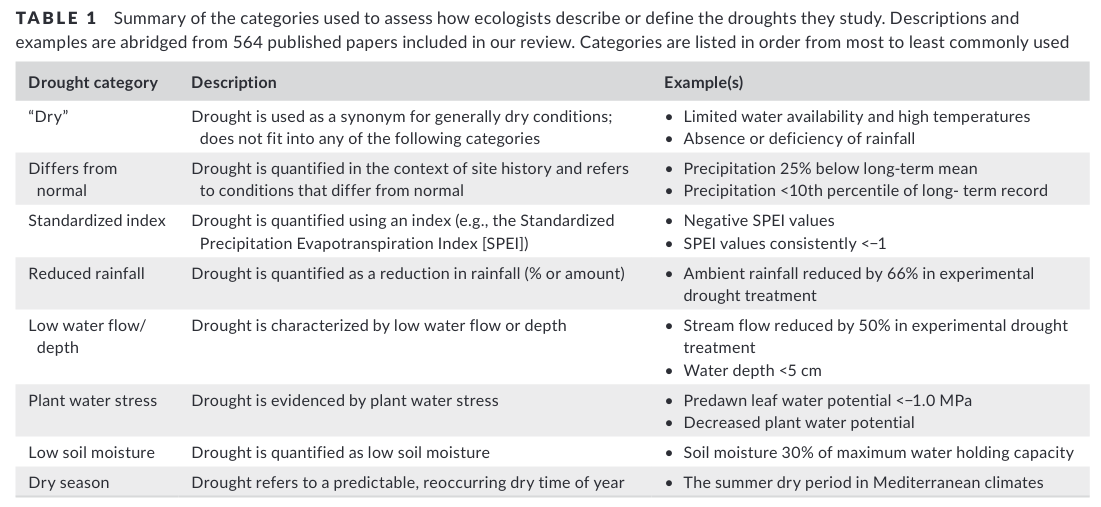 TABLE 1 Summary of the categories used to assess how ecologists describe or define the droughts they study. Descriptions and
examples are abridged from 564 published papers included in our review. Categories are listed in order from most to least commonly used
Drought category Description Example(s)
“Dry” Drought is used as a synonym for generally dry conditions; • Limited water availability and high temperatures
does not fit into any of the following categories • Absence or deficiency of rainfall
Differs from Drought is quantified in the context of site history and refers • Precipitation 25% below long-term mean
normal to conditions that differ from normal • Precipitation <10th percentile of long- term record
Standardized index Drought is quantified using an index (e.g., the Standardized • Negative SPEI values
Precipitation Evapotranspiration Index [SPEI]) • SPEI values consistently <−1
Reduced rainfall Drought is quantified as a reduction in rainfall (% or amount) • Ambient rainfall reduced by 66% in experimental
drought treatment
Low water flow/ Drought is characterized by low water flow or depth • Stream flow reduced by 50% in experimental drought
depth treatment
• Water depth <5 cm
Plant water stress Drought is evidenced by plant water stress • Predawn leaf water potential <−1.0 MPa
• Decreased plant water potential
Low soil moisture Drought is quantified as low soil moisture • Soil moisture 30% of maximum water holding capacity
Dry season Drought refers to a predictable, reoccurring dry time of year • The summer dry period in Mediterranean climates